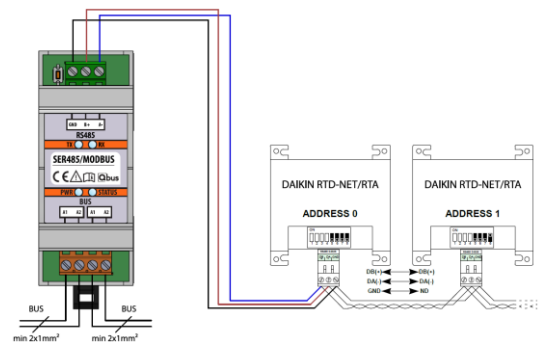 GND B+ A-
RS485
TX RX
SER485/MODBUS
CE Qbus
PWR STATUS
BUS
A1 A2 A1 A2
BUS BUS
min 2x1mm² min 2x1mm²
DAIKIN RTD-NET/RTA
ADDRESS 0
DAIKIN RTD-NET/RTA
ADDRESS 1
DB(+) DB(+)
DA(-) DA(-)
GND ND